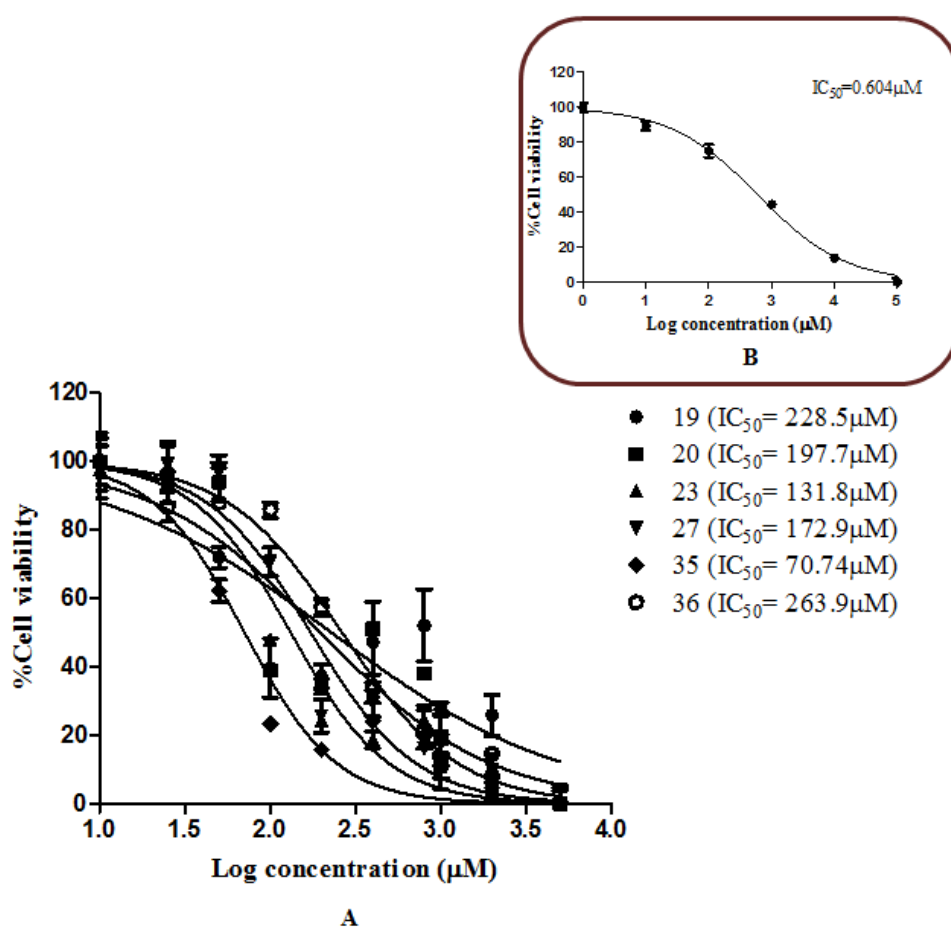 120
100
80
60
40
20
0
%Cell viability
IC50=0.604μM
0 1 2 3 4 5
Log concentration (μM)
B
120
100
80
60
40
20
0
%Cell viability
1.0 1.5 2.0 2.5 3.0 3.5 4.0
Log concentration (μM)
A
19 (IC50= 228.5μM)
20 (IC50= 197.7μM)
23 (IC50= 131.8μM)
27 (IC50= 172.9μM)
35 (IC50= 70.74μM)
36 (IC50= 263.9μM)